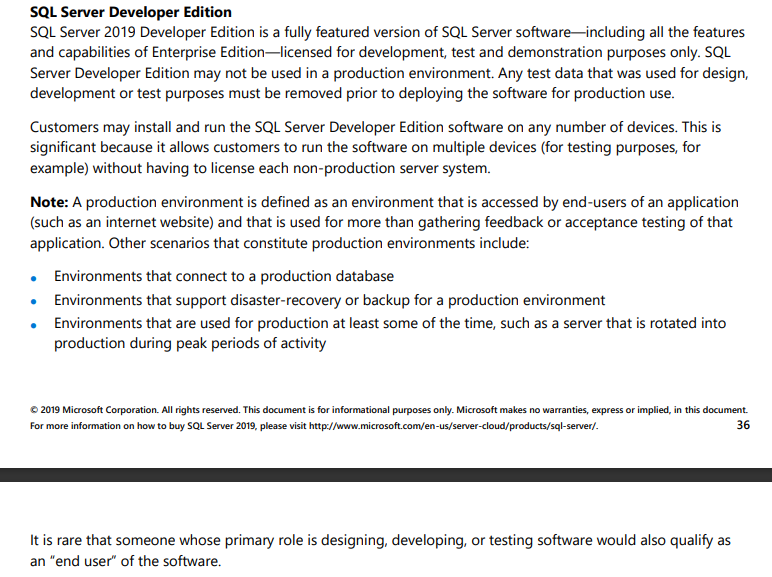 SQL Server Developer Edition
SQL Server 2019 Developer Edition is a fully featured version of SQL Server software—including all the features
and capabilities of Enterprise Edition—licensed for development, test and demonstration purposes only. SQL
Server Developer Edition may not be used in a production environment. Any test data that was used for design,
development or test purposes must be removed prior to deploying the software for production use.
Customers may install and run the SQL Server Developer Edition software on any number of devices. This is
significant because it allows customers to run the software on multiple devices (for testing purposes, for
example) without having to license each non-production server system.
Note: A production environment is defined as an environment that is accessed by end-users of an application
(such as an internet website) and that is used for more than gathering feedback or acceptance testing of that
application. Other scenarios that constitute production environments include:
• Environments that connect to a production database
• Environments that support disaster-recovery or backup for a production environment
• Environments that are used for production at least some of the time, such as a server that is rotated into
production during peak periods of activity
© 2019 Microsoft Corporation. All rights reserved. This document is for informational purposes only. Microsoft makes no warranties, express or implied, in this document.
For more information on how to buy SQL Server 2019, please visit http://www.microsoft.com/en-us/server-cloud/products/sql-server/. 36
It is rare that someone whose primary role is designing, developing, or testing software would also qualify as
an "end user" of the software.